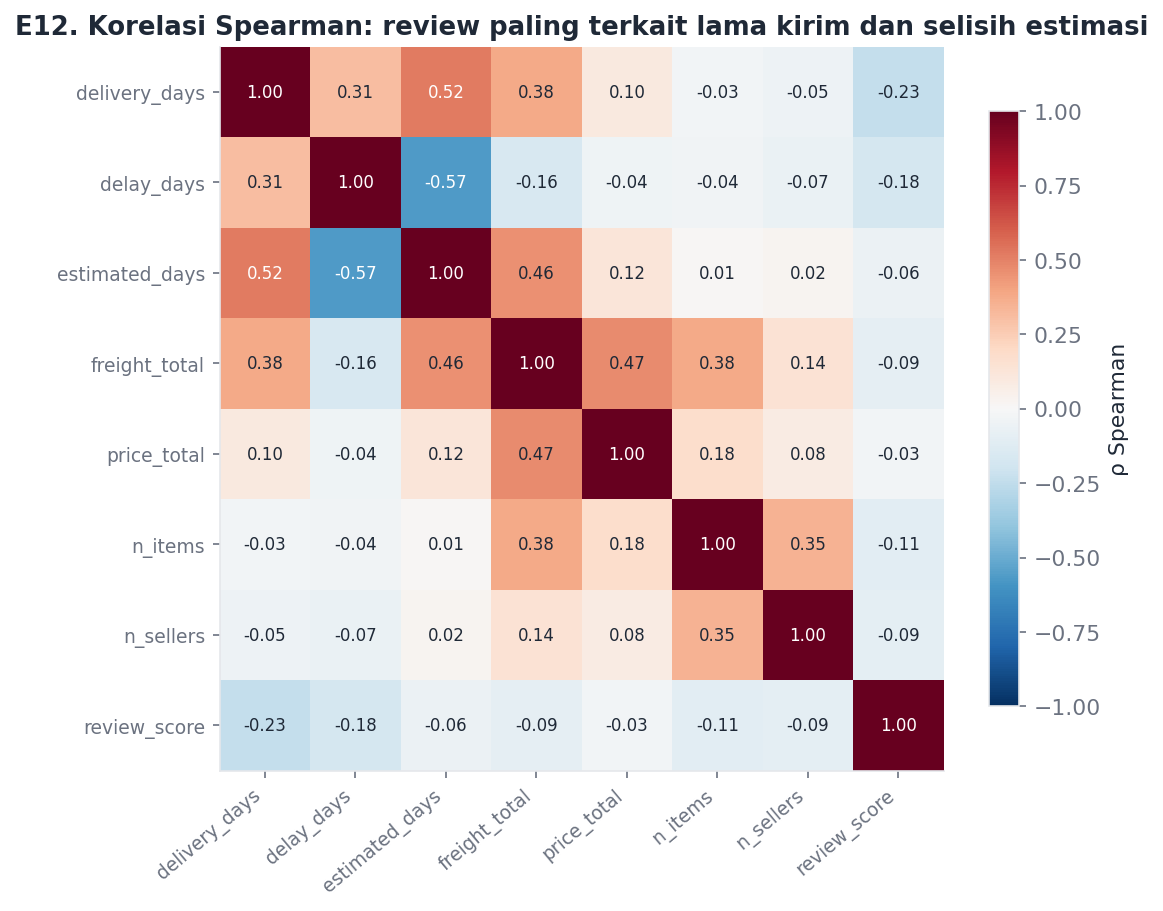 E12. Korelasi Spearman: review paling terkait lama kirim dan selisih estimasi
delivery_days 1.00 0.31 0.52 0.38 0.10 -0.03 -0.05 -0.23
delay_days 0.31 1.00 -0.57 -0.16 -0.04 -0.04 -0.07 -0.18
estimated_days 0.52 -0.57 1.00 0.46 0.12 0.01 0.02 -0.06
freight_total 0.38 -0.16 0.46 1.00 0.47 0.38 0.14 -0.09
price_total 0.10 -0.04 0.12 0.47 1.00 0.18 0.08 -0.03
n_items -0.03 -0.04 0.01 0.38 0.18 1.00 0.35 -0.11
n_sellers -0.05 -0.07 0.02 0.14 0.08 0.35 1.00 -0.09
review_score -0.23 -0.18 -0.06 -0.09 -0.03 -0.11 -0.09 1.00
delivery_days delay_days estimated_days freight_total price_total n_items n_sellers review_score
1.00
0.75
0.50
0.25
0.00
−0.25
−0.50
−0.75
−1.00
ρ Spearman